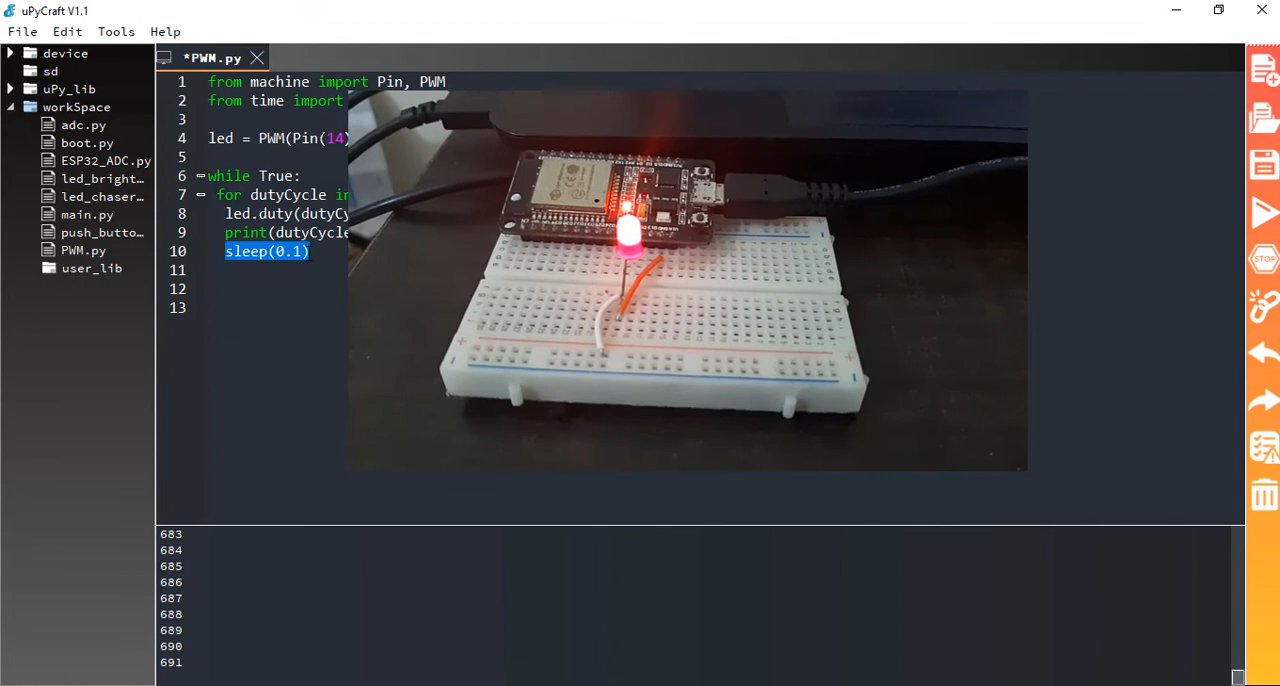 uPyCraft V1.1
File Edit Tools Help
device
sd
uPy_lib
workSpace
adc.py
boot.py
ESP32_ADC.py
led_bright...
led_chaser...
main.py
push_butto...
PWM.py
user_lib
*PWM.py
1 from machine import Pin, PWM
2 from time import
3
4 led = PWM(Pin(14)
5
6 while True:
7 for dutyCycle in
8 led.duty(dutyCy
9 print(dutyCycle
10 sleep(0.1)
11
12
13
683
684
685
686
687
688
689
690
691
STOP